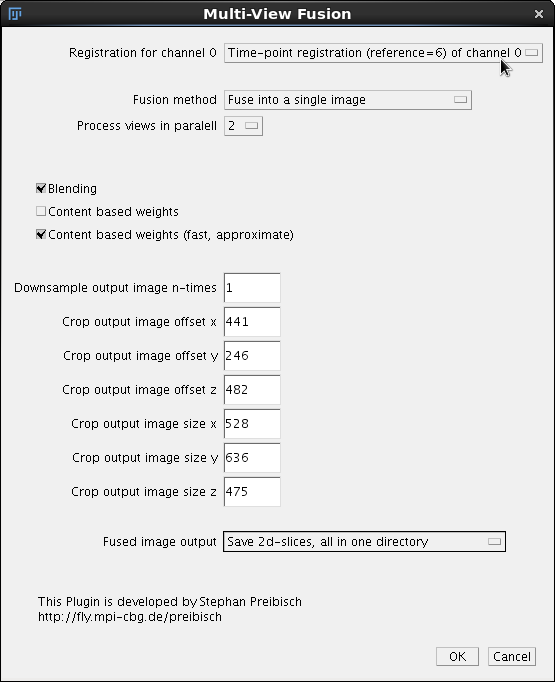 Multi-View Fusion
Registration for channel 0 Time-point registration (reference=6) of channel 0
Fusion method Fuse into a single image
Process views in paralell 2
Blending
Content based weights
Content based weights (fast, approximate)
Downsample output image n-times 1
Crop output image offset x 441
Crop output image offset y 246
Crop output image offset z 482
Crop output image size x 528
Crop output image size y 636
Crop output image size z 475
Fused image output Save 2d-slices, all in one directory
This Plugin is developed by Stephan Preibisch
http://fly.mpi-cbg.de/preibisch
OK Cancel